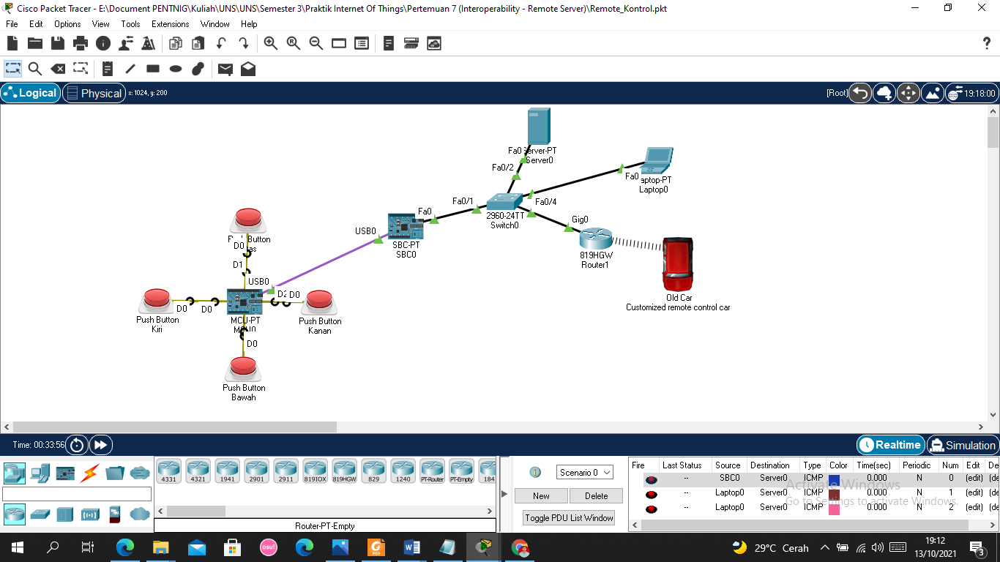 Cisco Packet Tracer - E:\Document PENTNIG\Kuliah\UNS\UNS\Semester 3\Praktik Internet Of Things\Pertemuan 7 (Interoperability - Remote Server)\Remote_Kontrol.pkt
File Edit Options View Tools Extensions Window Help
Logical Physical x: 1024, y: 200 [Root] 19:18:00
Fa0 Server-PT
Server0
Fa0/2
Fa0
Laptop-PT
Laptop0
Fa0/1
Fa0/4
2960-24TT
Switch0
Fa0
USB0
SBC-PT
SBC0
Gig0
819HGW
Router1
Old Car
Customized remote control car
Button
D0
D1
USB0
D2 D0
D0 D0
MCU-PT
Push Button
Kiri
Push Button
Kanan
D0
Push Button
Bawah
Time: 00:33:56 Realtime Simulation
4331 4321 1941 2901 2911 819IOX 819HGW 829 1240 PT-Router PT-Empty 184
Router-PT-Empty
Scenario 0
New Delete
Toggle PDU List Window
Fire Last Status Source Destination Type Color Time(sec) Periodic Num Edit De
-- SBC0 Server0 ICMP 0.000 N 0 (edit) (de
-- Laptop0 Server0 ICMP 0.000 N 1 (edit) (de
-- Laptop0 Server0 ICMP 0.000 N 2 (edit) (de
Activate Windows
Go to Settings to activate Windows.
osu!
PDF
29°C Cerah
19:12
13/10/2021
3